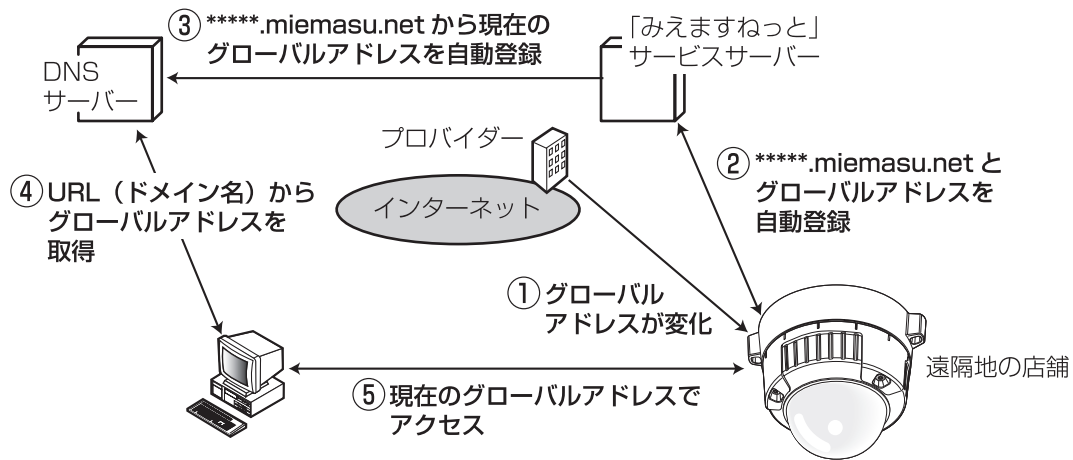 ③ *****.miemasu.net から現在の
グローバルアドレスを自動登録
「みえますねっと」
サービスサーバー
DNS
サーバー
プロバイダー
② *****.miemasu.net と
グローバルアドレスを
自動登録
④ URL（ドメイン名）から
グローバルアドレスを
取得
インターネット
① グローバル
アドレスが変化
遠隔地の店舗
⑤ 現在のグローバルアドレスで
アクセス